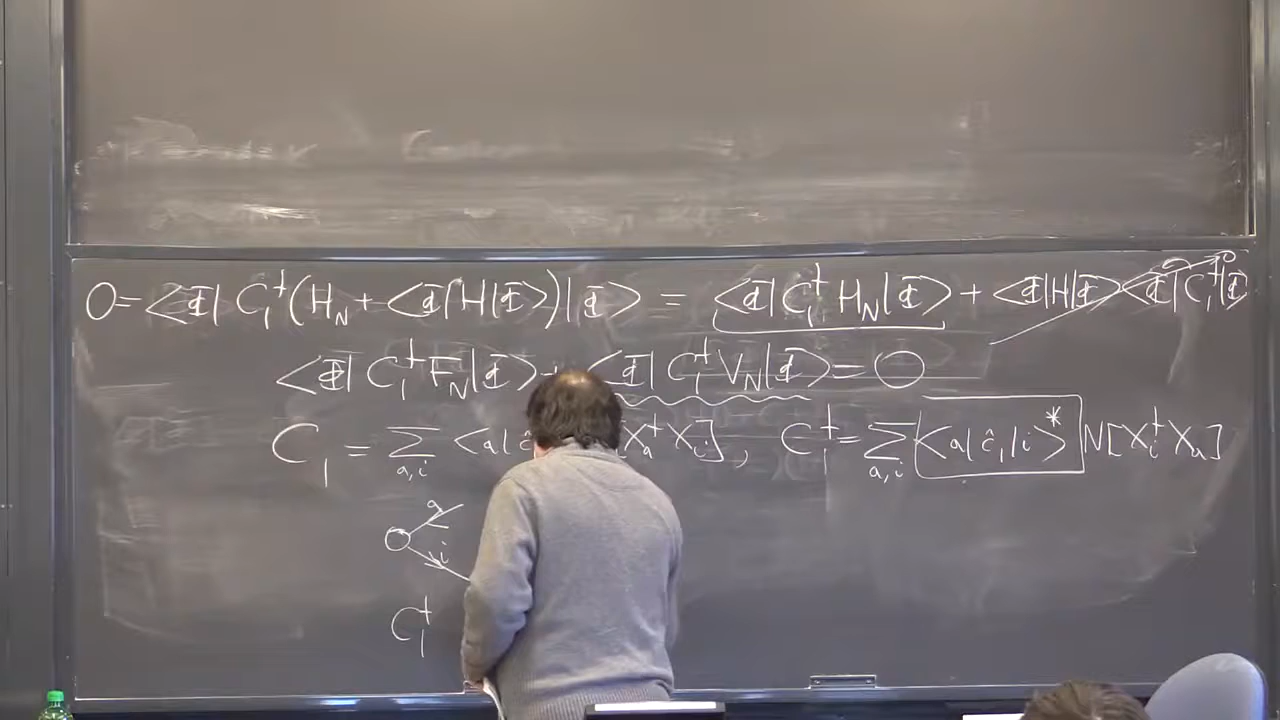 0 = <Φ| C₁† (H_N + <Φ|H|Φ>) |Φ> = <Φ| C₁† H_N |Φ> + <Φ|H|Φ> <Φ| C₁† |Φ> 0
<Φ| C₁† F_N |Φ> + <Φ| C₁† V_N |Φ> = 0
C₁ = Σ_{a,i} <a| ĉ X_a† X_i], C₁† = Σ_{a,i} <a| ĉ₁ |i>* N[X_i† X_a]
a
i
C₁†